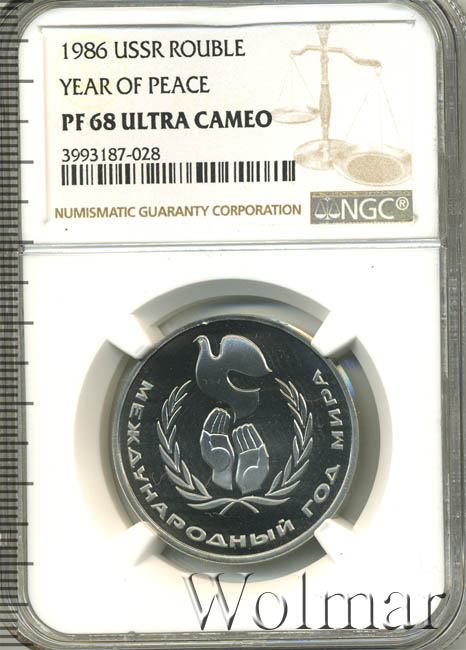 1986 USSR ROUBLE
YEAR OF PEACE
PF 68 ULTRA CAMEO
3993187-028
NUMISMATIC GUARANTY CORPORATION
NGC®
МЕЖДУНАРОДНЫЙ ГОД МИРА
Wolmar